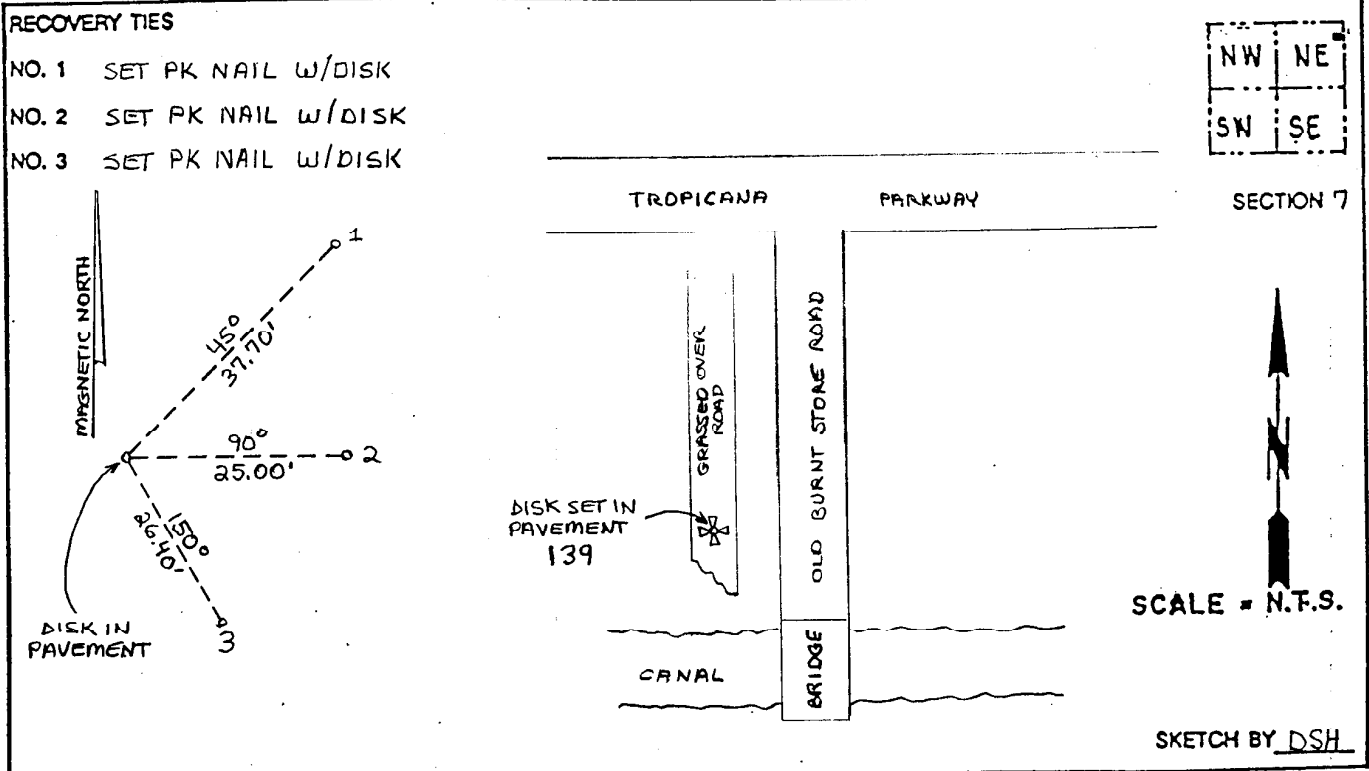 RECOVERY TIES
NO. 1 SET PK NAIL W/DISK
NO. 2 SET PK NAIL W/DISK
NO. 3 SET PK NAIL W/DISK
NW NE
SW SE
SECTION 7
MAGNETIC NORTH
1
45°
37.70'
90°
25.00'
2
150°
26.40'
3
DISK IN
PAVEMENT
TROPICANA PARKWAY
GRASSED OVER
ROAD
OLD BURNT STORE ROAD
DISK SET IN
PAVEMENT
139
CANAL
BRIDGE
N
SCALE = N.T.S.
SKETCH BY DSH